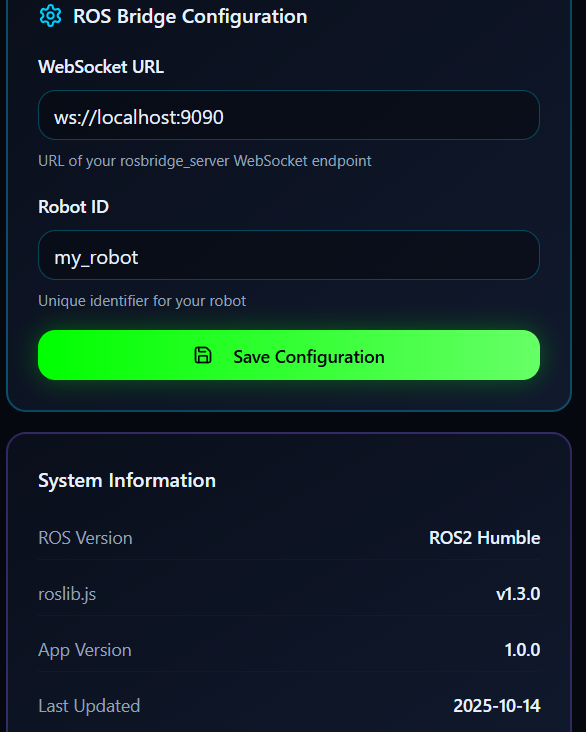 ROS Bridge Configuration
WebSocket URL
ws://localhost:9090
URL of your rosbridge_server WebSocket endpoint
Robot ID
my_robot
Unique identifier for your robot
Save Configuration
System Information
ROS Version ROS2 Humble
roslib.js v1.3.0
App Version 1.0.0
Last Updated 2025-10-14